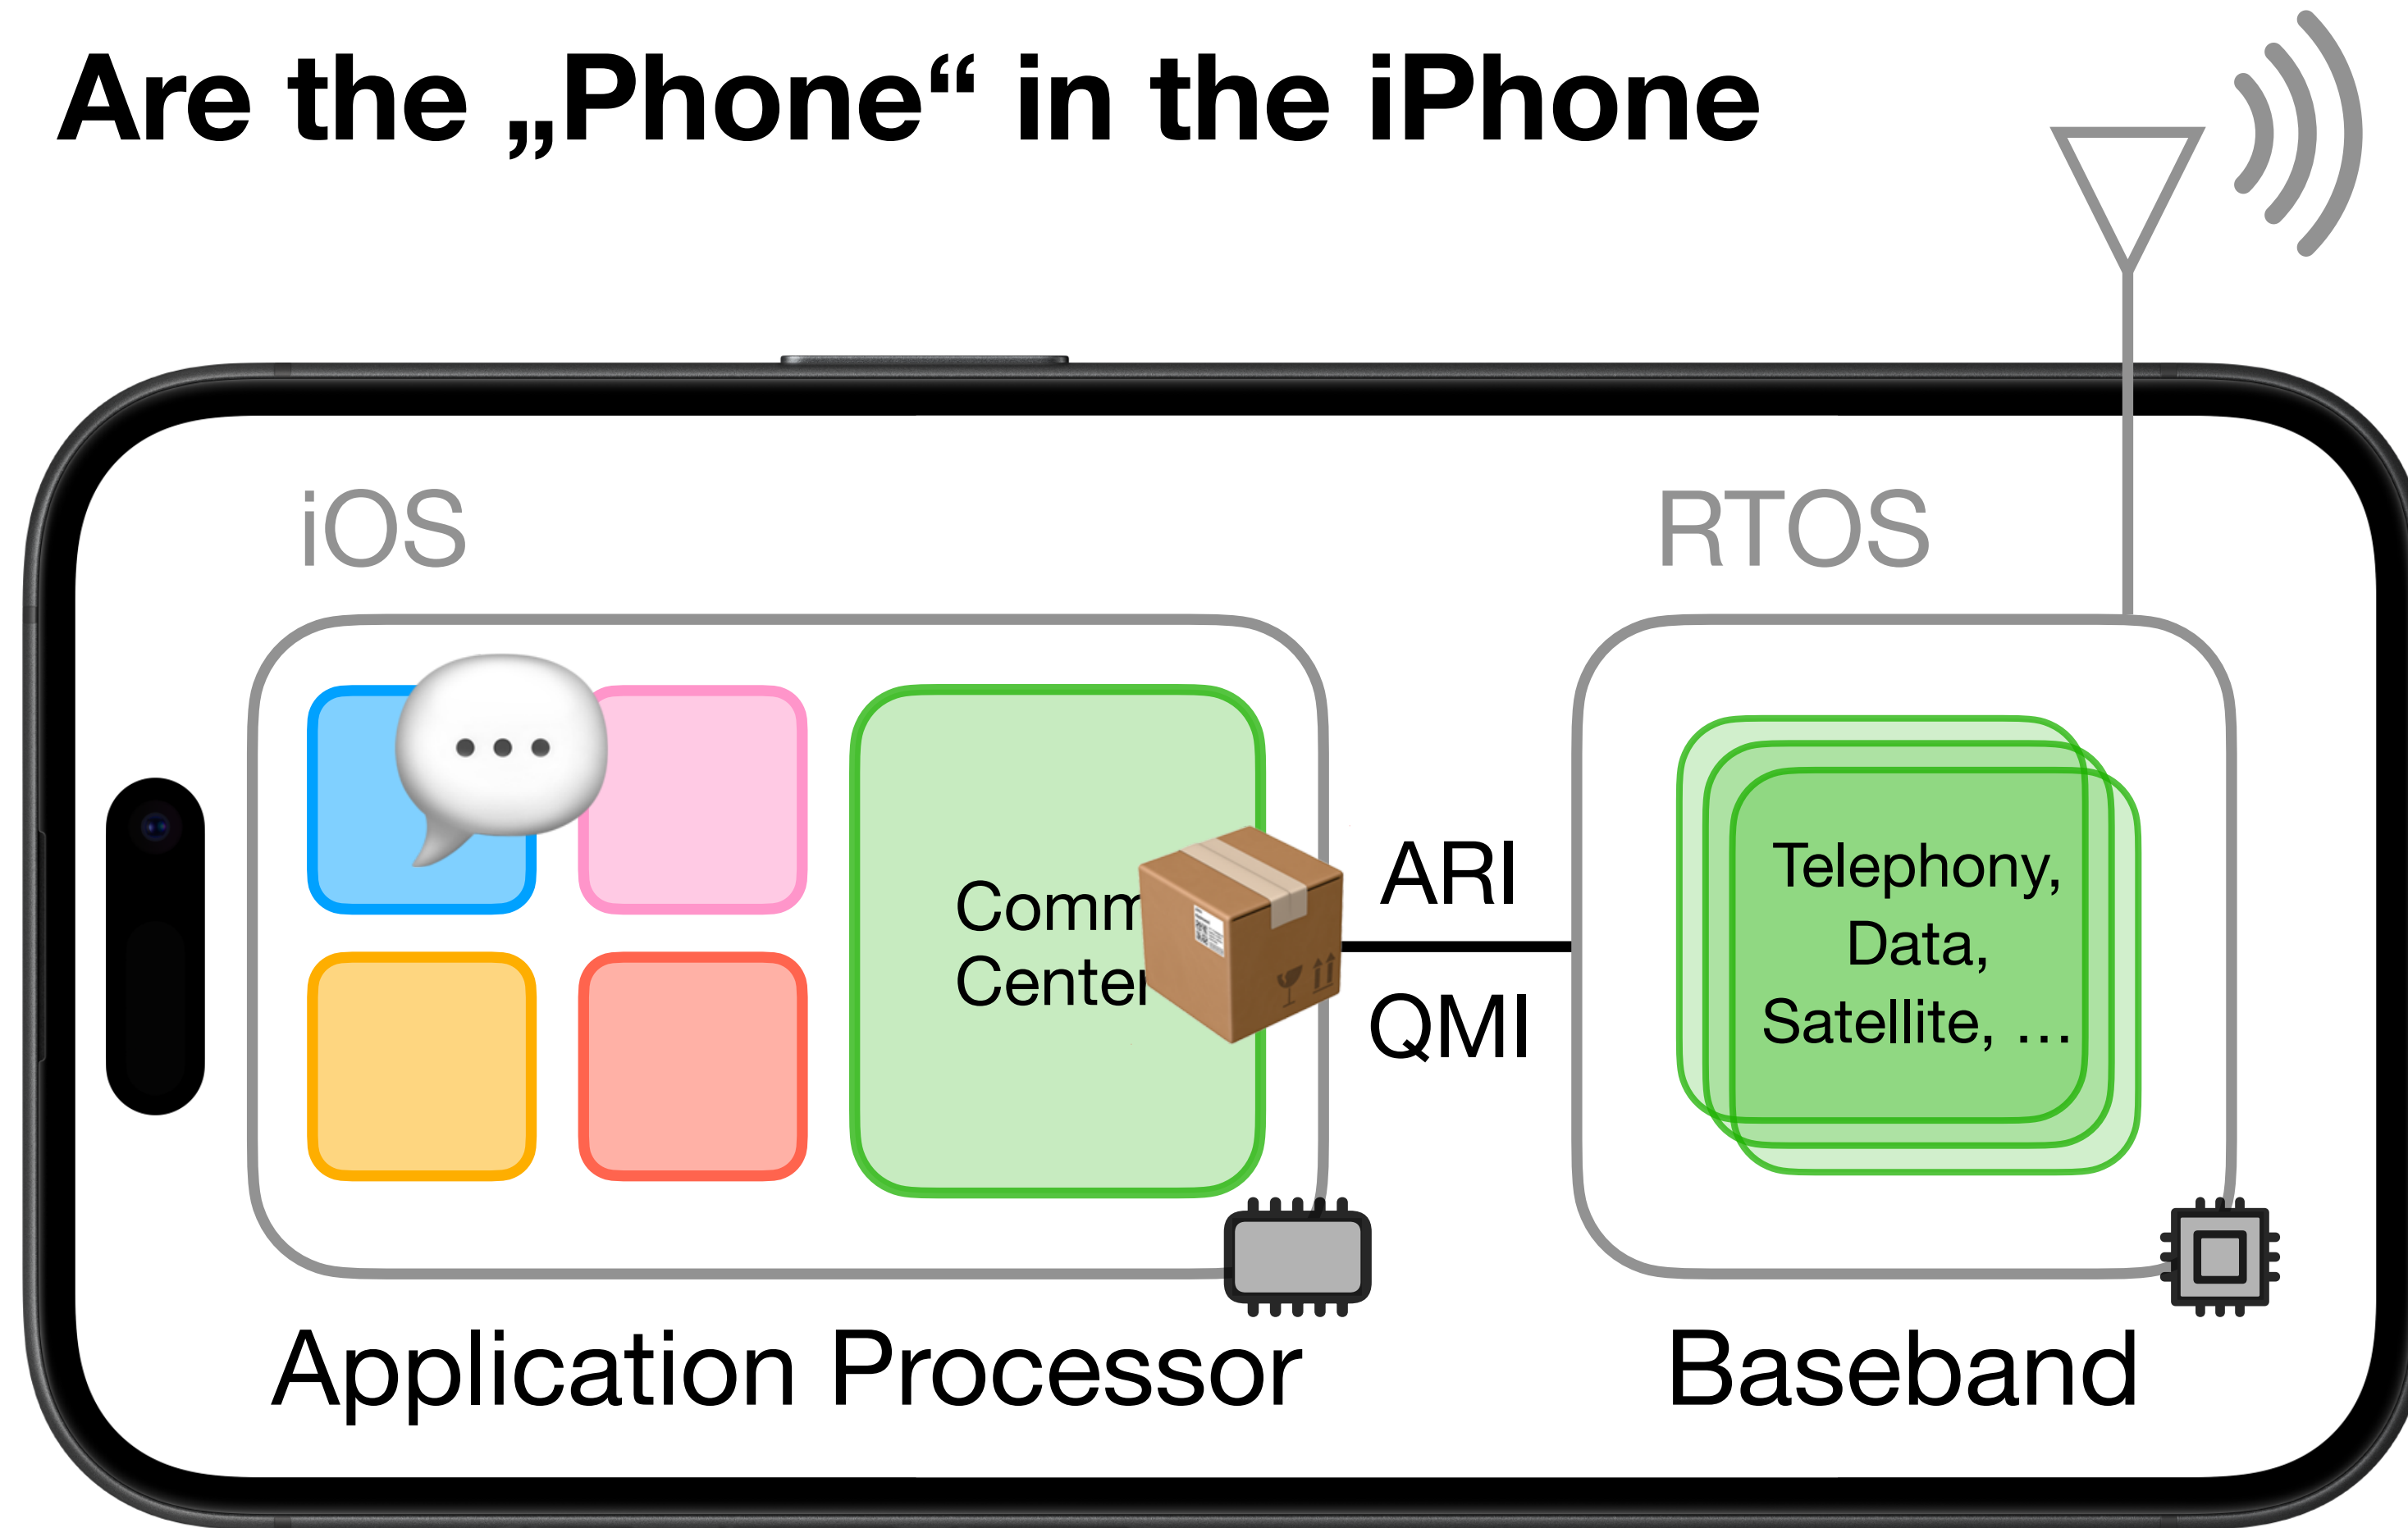 Are the „Phone“ in the iPhone
iOS
RTOS
Comm
Center
ARI
QMI
Telephony,
Data,
Satellite, …
Application Processor
Baseband